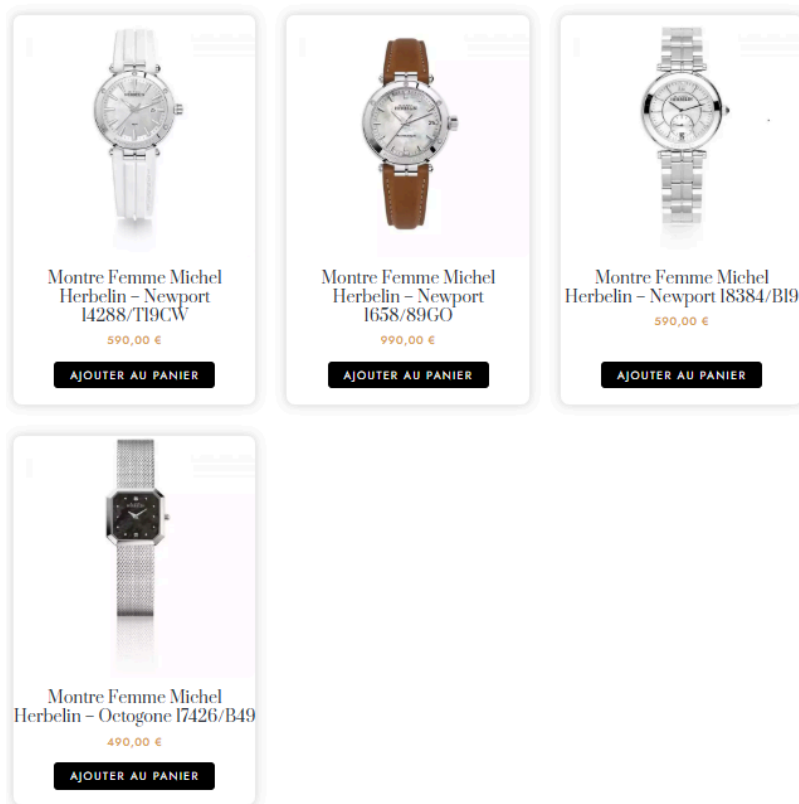 Montre Femme Michel
Herbelin – Newport
14288/T19CW
590,00 €
AJOUTER AU PANIER
Montre Femme Michel
Herbelin – Newport
1658/89GO
990,00 €
AJOUTER AU PANIER
Montre Femme Michel
Herbelin – Newport 18384/B19
590,00 €
AJOUTER AU PANIER
Montre Femme Michel
Herbelin – Octogone 17426/B49
490,00 €
AJOUTER AU PANIER